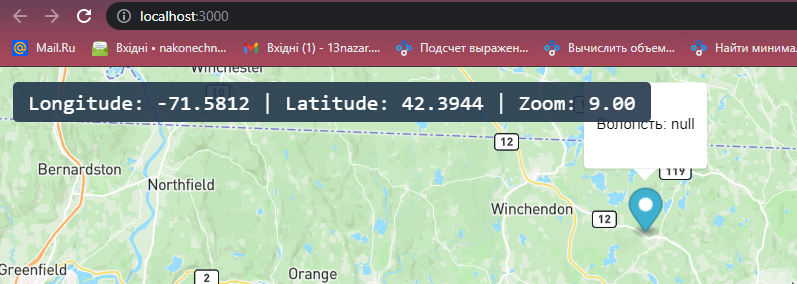 localhost:3000
Mail.Ru Вхідні • nakonechn... Вхідні (1) - 13nazar.... Подсчет выражен... Вычислить объем... Найти минима
Winchester
Longitude: -71.5812 | Latitude: 42.3944 | Zoom: 9.00
Вологість: null
12
Bernardston
119
Northfield
Winchendon
12
Greenfield
2
Orange